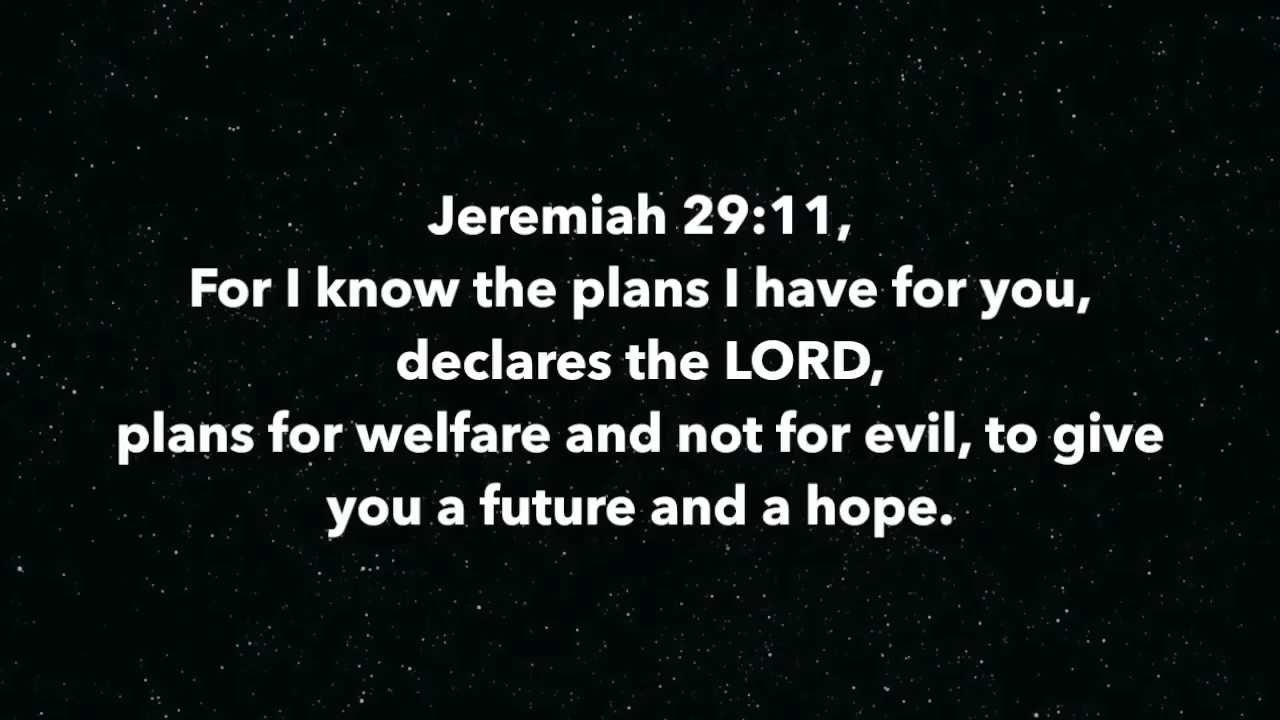 Jeremiah 29:11,
For I know the plans I have for you,
declares the LORD,
plans for welfare and not for evil, to give
you a future and a hope.